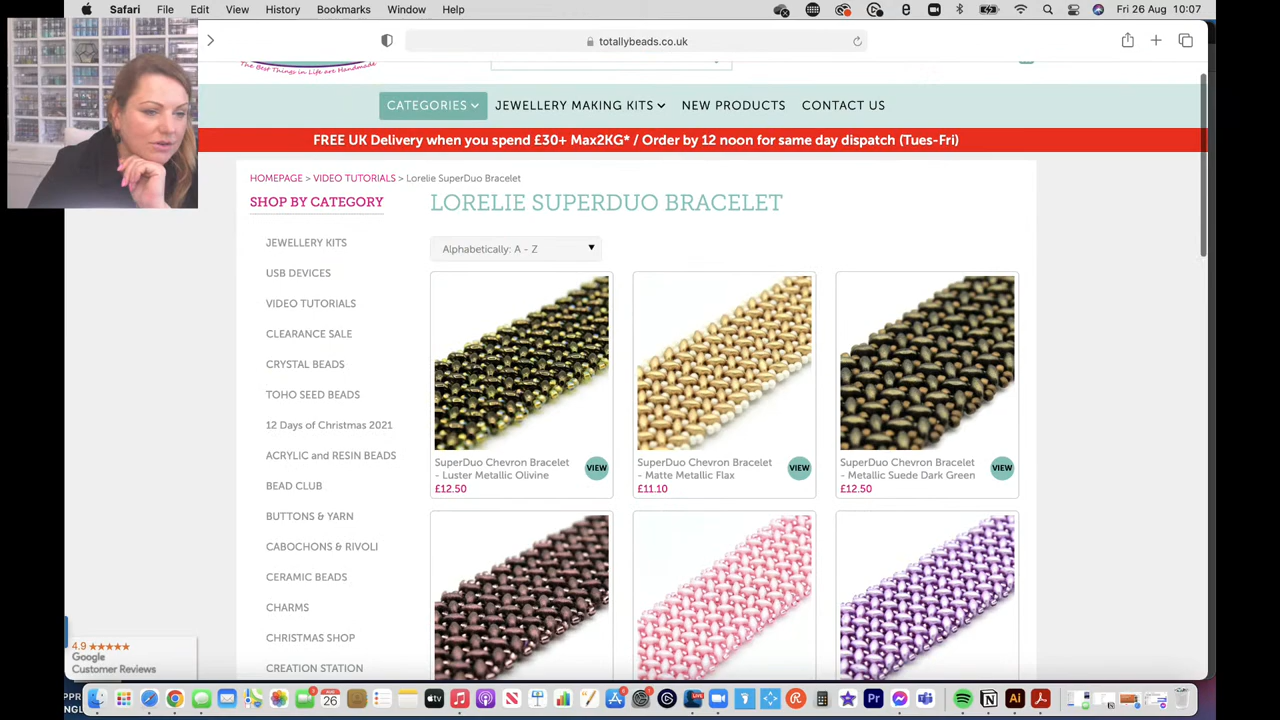 Safari File Edit View History Bookmarks Window Help Fri 26 Aug 10:07
totallybeads.co.uk
The Best Things in Life are Handmade
CATEGORIES JEWELLERY MAKING KITS NEW PRODUCTS CONTACT US
FREE UK Delivery when you spend £30+ Max2KG* / Order by 12 noon for same day dispatch (Tues-Fri)
HOMEPAGE > VIDEO TUTORIALS > Lorelie SuperDuo Bracelet
SHOP BY CATEGORY
LORELIE SUPERDUO BRACELET
Alphabetically: A - Z
JEWELLERY KITS
USB DEVICES
VIDEO TUTORIALS
CLEARANCE SALE
CRYSTAL BEADS
TOHO SEED BEADS
12 Days of Christmas 2021
ACRYLIC and RESIN BEADS
BEAD CLUB
BUTTONS & YARN
CABOCHONS & RIVOLI
CERAMIC BEADS
CHARMS
CHRISTMAS SHOP
CREATION STATION
SuperDuo Chevron Bracelet
- Luster Metallic Olivine
£12.50
VIEW
SuperDuo Chevron Bracelet
- Matte Metallic Flax
£11.10
VIEW
SuperDuo Chevron Bracelet
- Metallic Suede Dark Green
£12.50
VIEW
4.9
Google
Customer Reviews